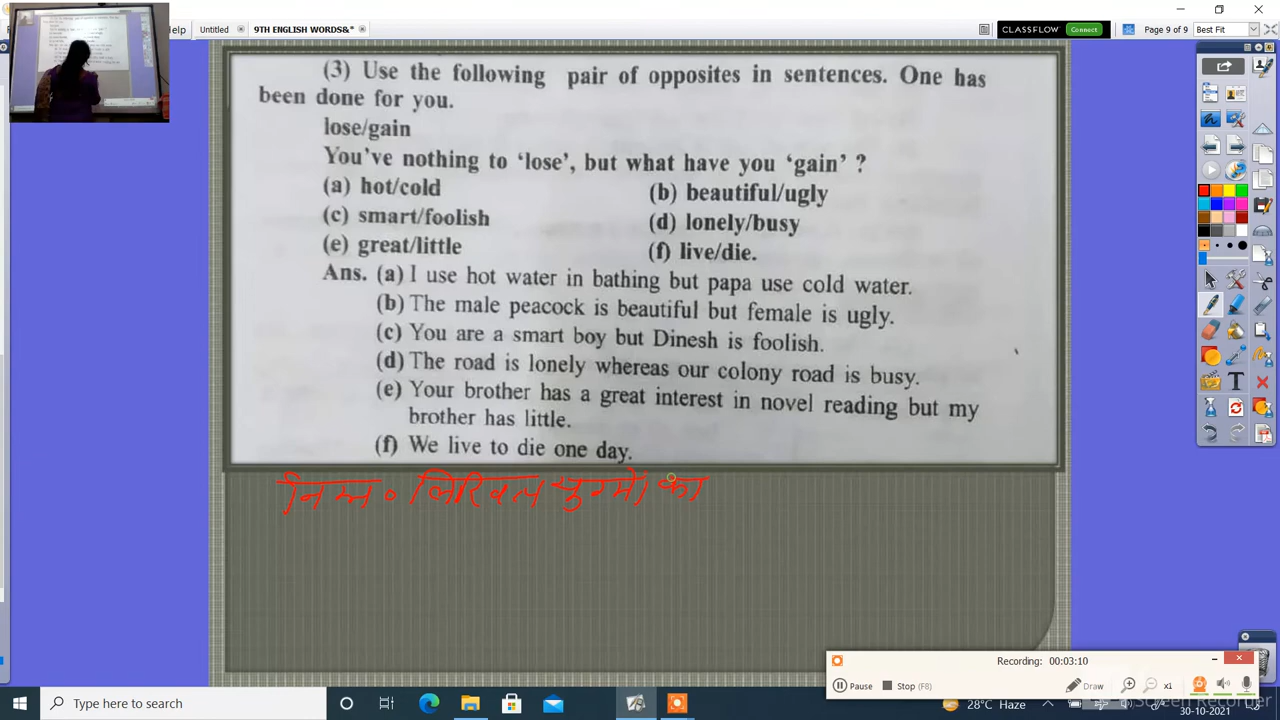 Help
Untitled
9TH ENGLISH WORDS&*
CLASSFLOW
Connect
Page 9 of 9
Best Fit
(3) Use the following pair of opposites in sentences. One has
been done for you.
lose/gain
You've nothing to 'lose', but what have you 'gain' ?
(a) hot/cold (b) beautiful/ugly
(c) smart/foolish (d) lonely/busy
(e) great/little (f) live/die.
Ans. (a) I use hot water in bathing but papa use cold water.
(b) The male peacock is beautiful but female is ugly.
(c) You are a smart boy but Dinesh is foolish.
(d) The road is lonely whereas our colony road is busy.
(e) Your brother has a great interest in novel reading but my
brother has little.
(f) We live to die one day.
निम्न० लिखित युग्मों का
Recording: 00:03:10
Pause Stop (F8) Draw x1
Screen Recorder
Type here to search
28°C Haze
30-10-2021